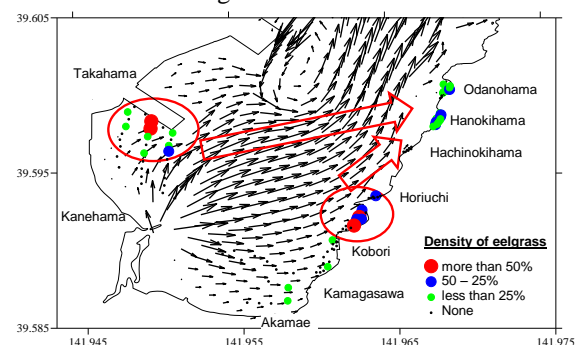 39.605
Takahama
Odanohama
Hanokihama
Hachinokihama
39.595
Horiuchi
Kanehama
Density of eelgrass
Kobori
more than 50%
50 – 25%
Kamagasawa
less than 25%
None
Akamae
39.585
141.945
141.955
141.965
141.975